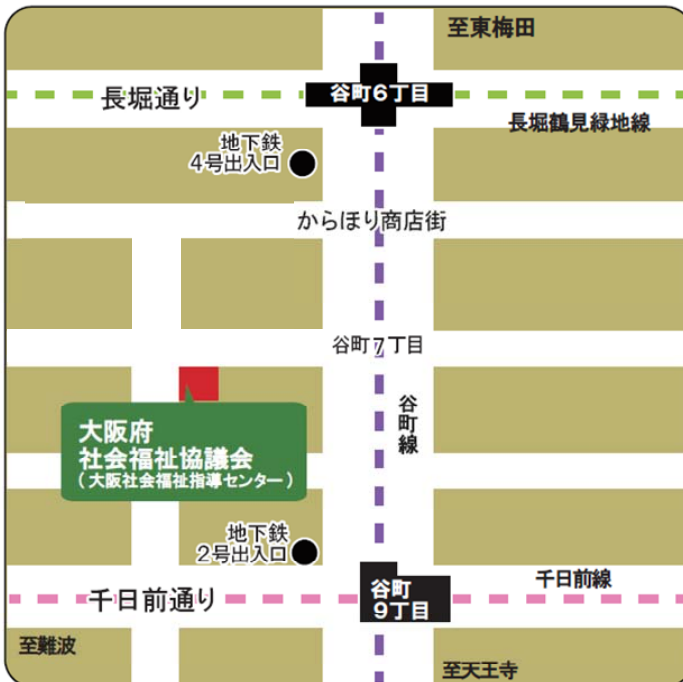 至東梅田
長堀通り
谷町6丁目
長堀鶴見緑地線
地下鉄
4号出入口
からほり商店街
谷町7丁目
谷町線
大阪府
社会福祉協議会
（大阪社会福祉指導センター）
地下鉄
2号出入口
千日前線
谷町
9丁目
千日前通り
至難波
至天王寺